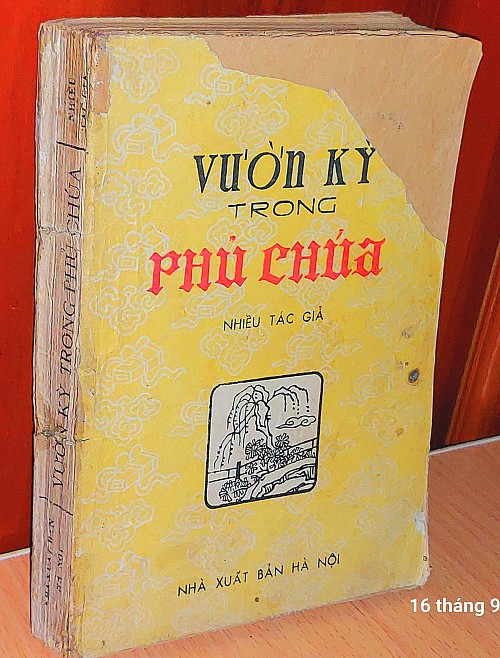 VƯỜN KỲ
TRONG
PHỦ CHÚA
NHIỀU TÁC GIẢ
NHÀ XUẤT BẢN HÀ NỘI
VƯỜN KỲ TRONG PHỦ CHÚA
NHIỀU
16 tháng 9